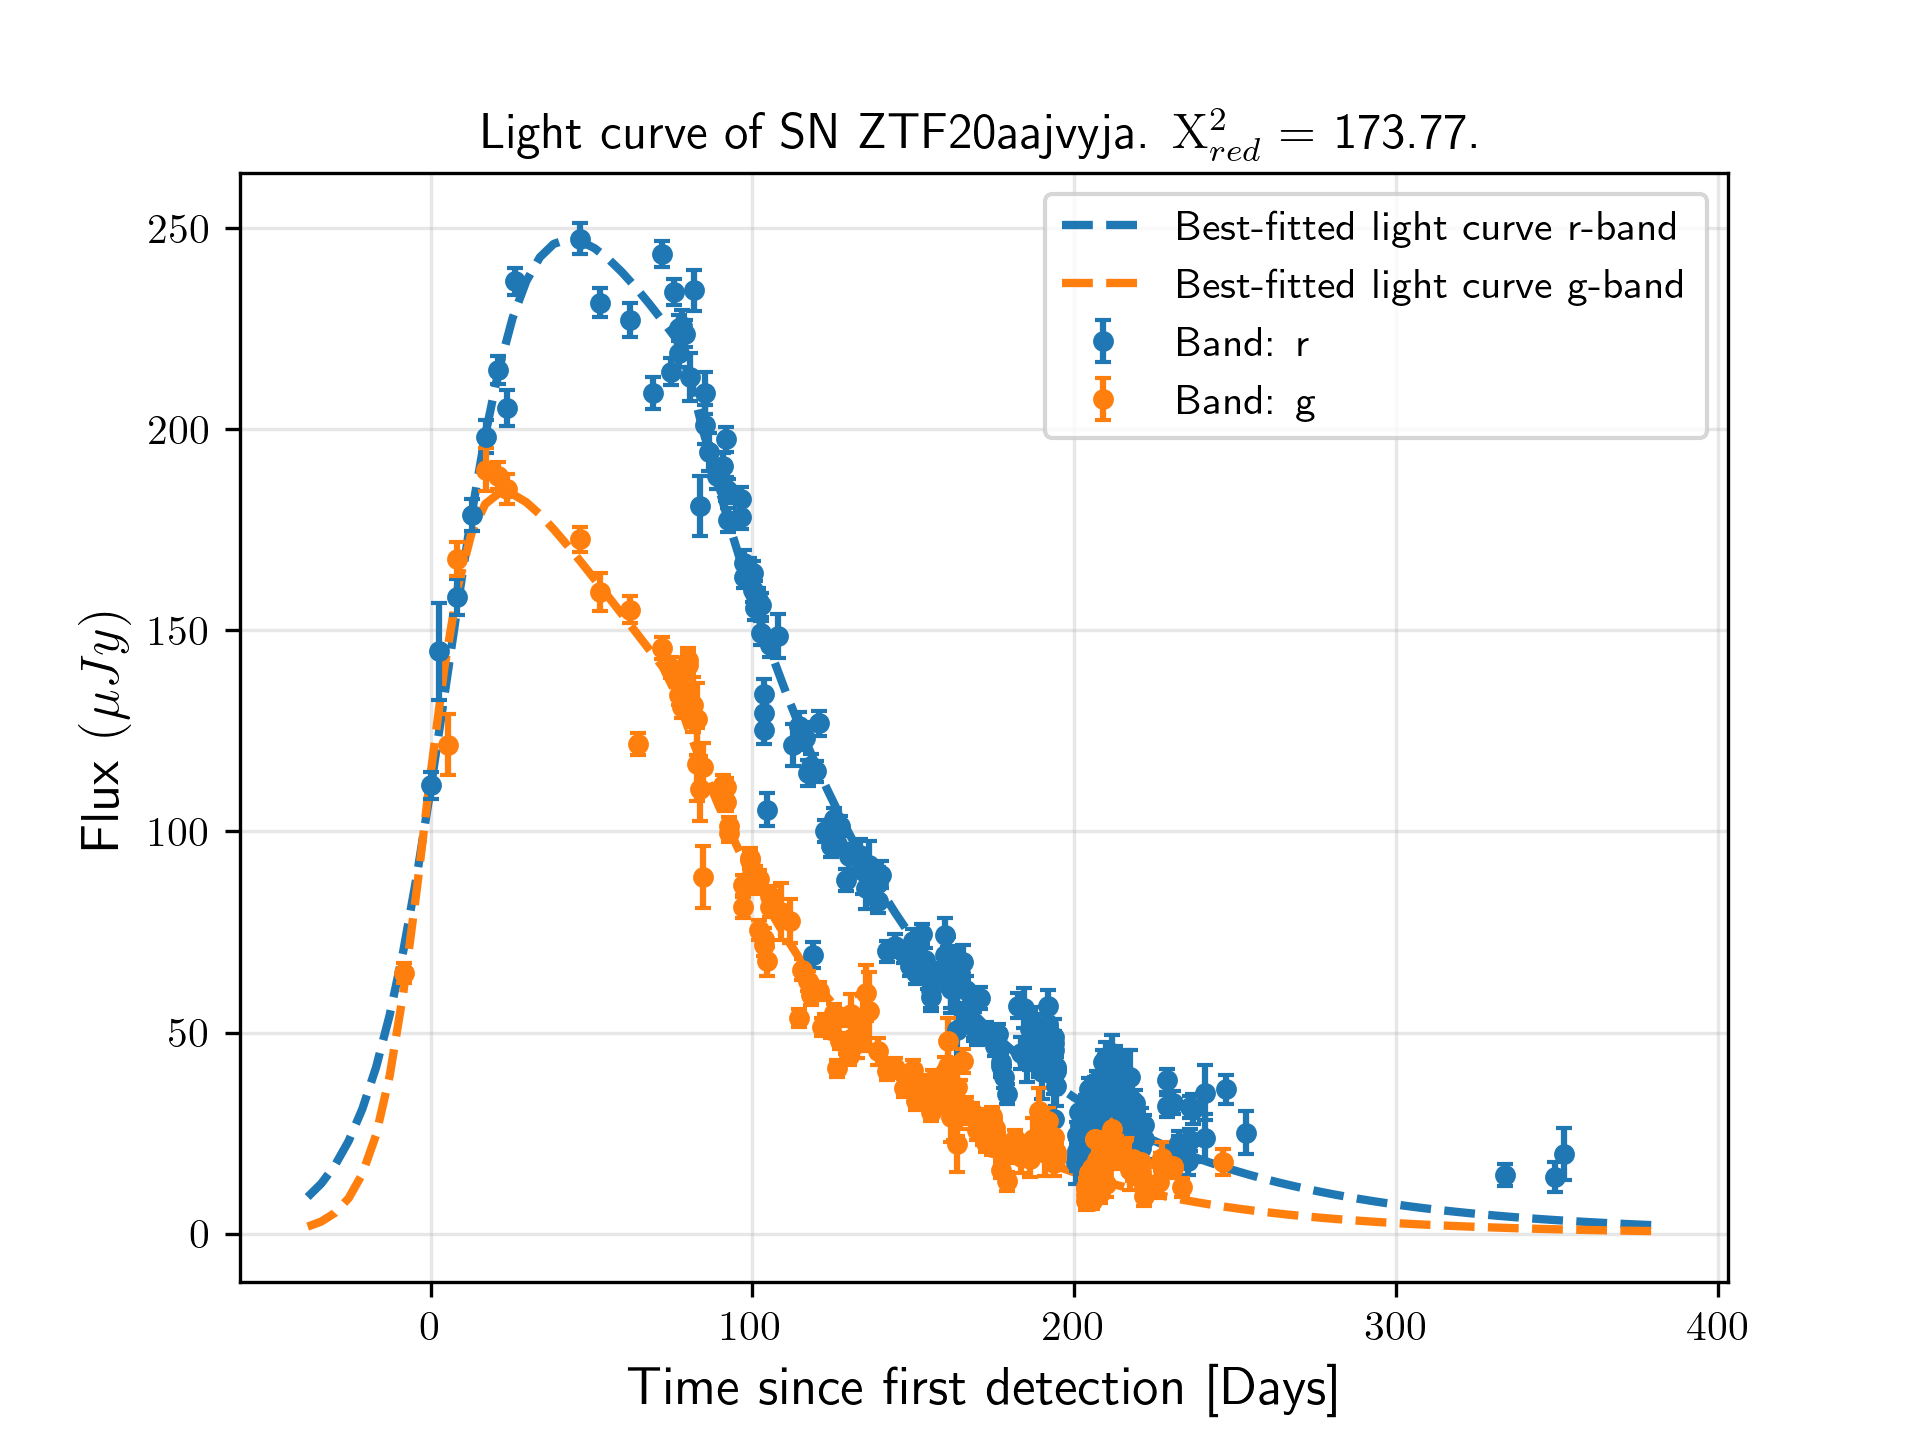 Light curve of SN ZTF20aajvyja. X²_red = 173.77.
Best-fitted light curve r-band
Best-fitted light curve g-band
Band: r
Band: g
Flux (μJy)
250
200
150
100
50
0
0 100 200 300 400
Time since first detection [Days]